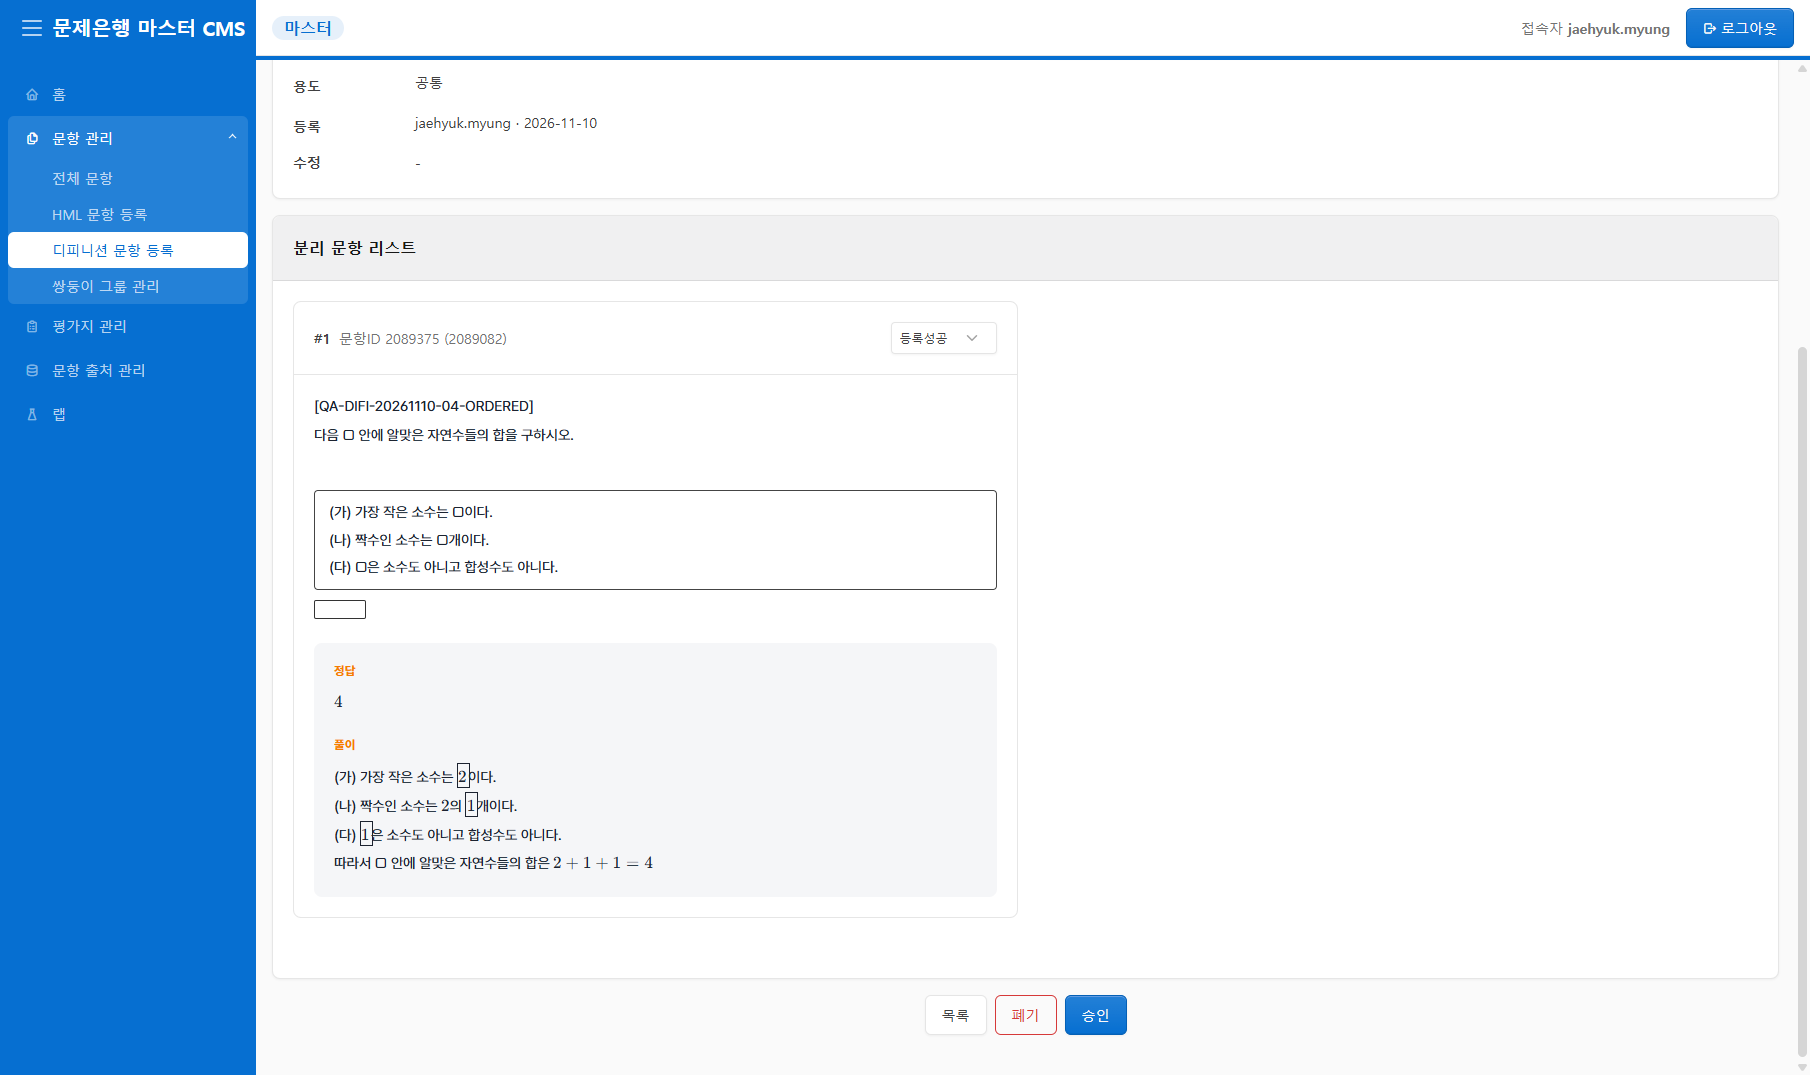 문제은행 마스터 CMS
마스터
접속자 jaehyuk.myung
로그아웃
홈
문항 관리
전체 문항
HML 문항 등록
디피니션 문항 등록
쌍둥이 그룹 관리
평가지 관리
문항 출처 관리
랩
용도 공통
등록 jaehyuk.myung · 2026-11-10
수정 -
분리 문항 리스트
#1 문항ID 2089375 (2089082)
등록성공
[QA-DIFI-20261110-04-ORDERED]
다음 □ 안에 알맞은 자연수들의 합을 구하시오.
(가) 가장 작은 소수는 □이다.
(나) 짝수인 소수는 □개이다.
(다) □은 소수도 아니고 합성수도 아니다.
정답
4
풀이
(가) 가장 작은 소수는 2이다.
(나) 짝수인 소수는 2의 1개이다.
(다) 1은 소수도 아니고 합성수도 아니다.
따라서 □ 안에 알맞은 자연수들의 합은 2 + 1 + 1 = 4
목록
폐기
승인